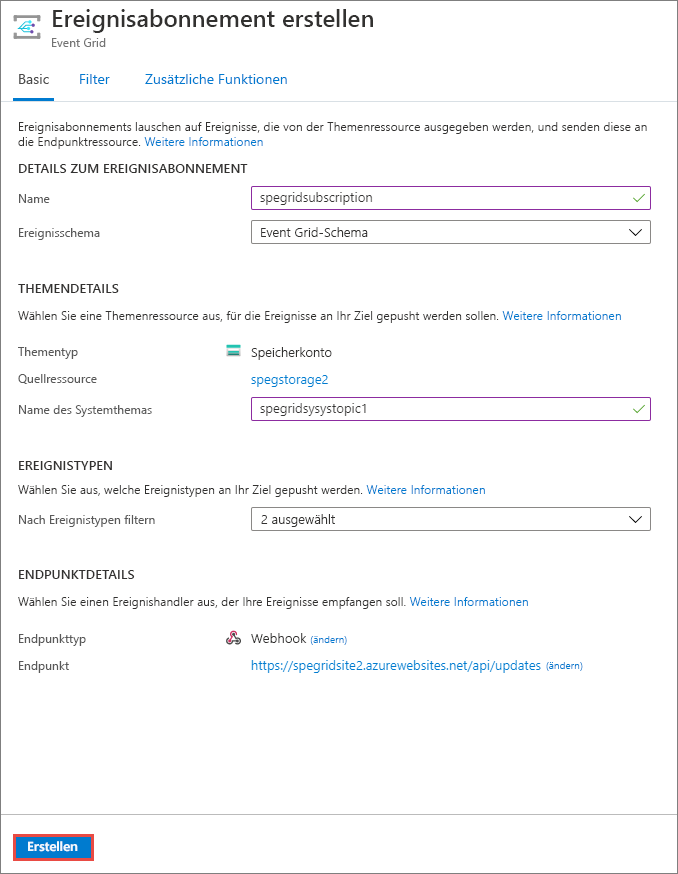 Ereignisabonnement erstellen
Event Grid
Basic Filter Zusätzliche Funktionen
Ereignisabonnements lauschen auf Ereignisse, die von der Themenressource ausgegeben werden, und senden diese an
die Endpunktressource. Weitere Informationen
DETAILS ZUM EREIGNISABONNEMENT
Name spegridsubscription
Ereignisschema Event Grid-Schema
THEMENDETAILS
Wählen Sie eine Themenressource aus, für die Ereignisse an Ihr Ziel gepusht werden sollen. Weitere Informationen
Thementyp Speicherkonto
Quellressource spegstorage2
Name des Systemthemas spegridsysystopic1
EREIGNISTYPEN
Wählen Sie aus, welche Ereignistypen an Ihr Ziel gepusht werden. Weitere Informationen
Nach Ereignistypen filtern 2 ausgewählt
ENDPUNKTDETAILS
Wählen Sie einen Ereignishandler aus, der Ihre Ereignisse empfangen soll. Weitere Informationen
Endpunkttyp Webhook (ändern)
Endpunkt https://spegridsite2.azurewebsites.net/api/updates (ändern)
Erstellen